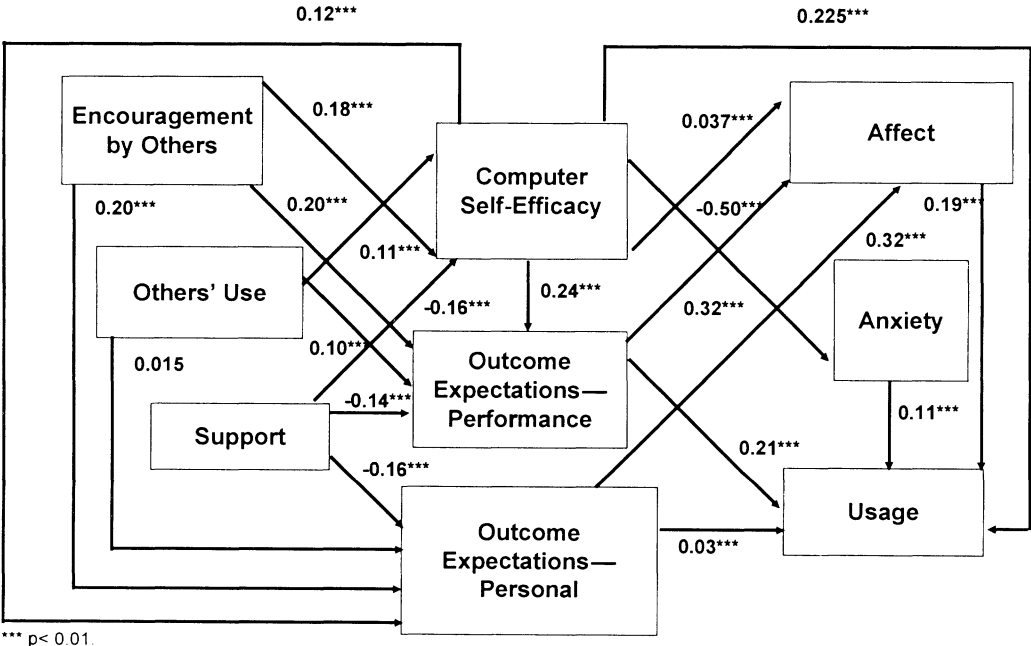 0.12***
0.225***
Encouragement
by Others
0.18***
Computer
Self-Efficacy
0.037***
Affect
0.20***
0.20***
-0.50***
0.19***
0.11***
0.32***
Others' Use
0.24***
-0.16***
0.32***
Anxiety
0.015
0.10***
Outcome
Expectations—
Performance
-0.14***
Support
0.11***
0.21***
-0.16***
Outcome
Expectations—
Personal
0.03***
Usage
*** p< 0.01.